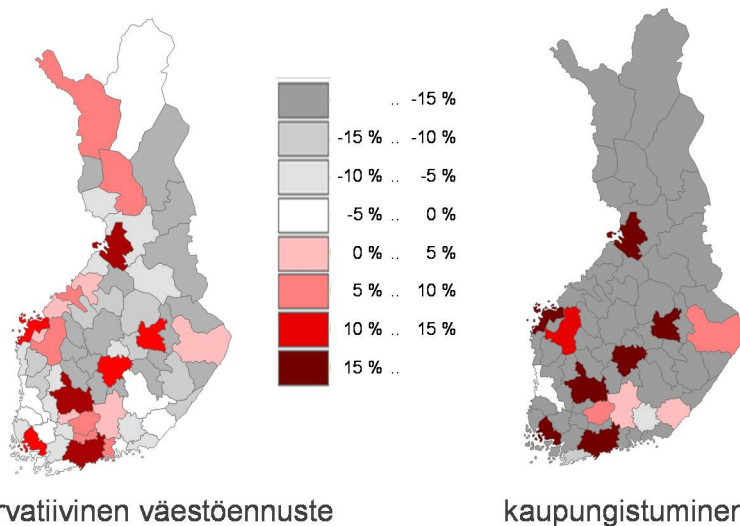 .. -15 %
-15 % .. -10 %
-10 % .. -5 %
-5 % .. 0 %
0 % .. 5 %
5 % .. 10 %
10 % .. 15 %
15 % ..
rvatiivinen väestöennuste
kaupungistuminen